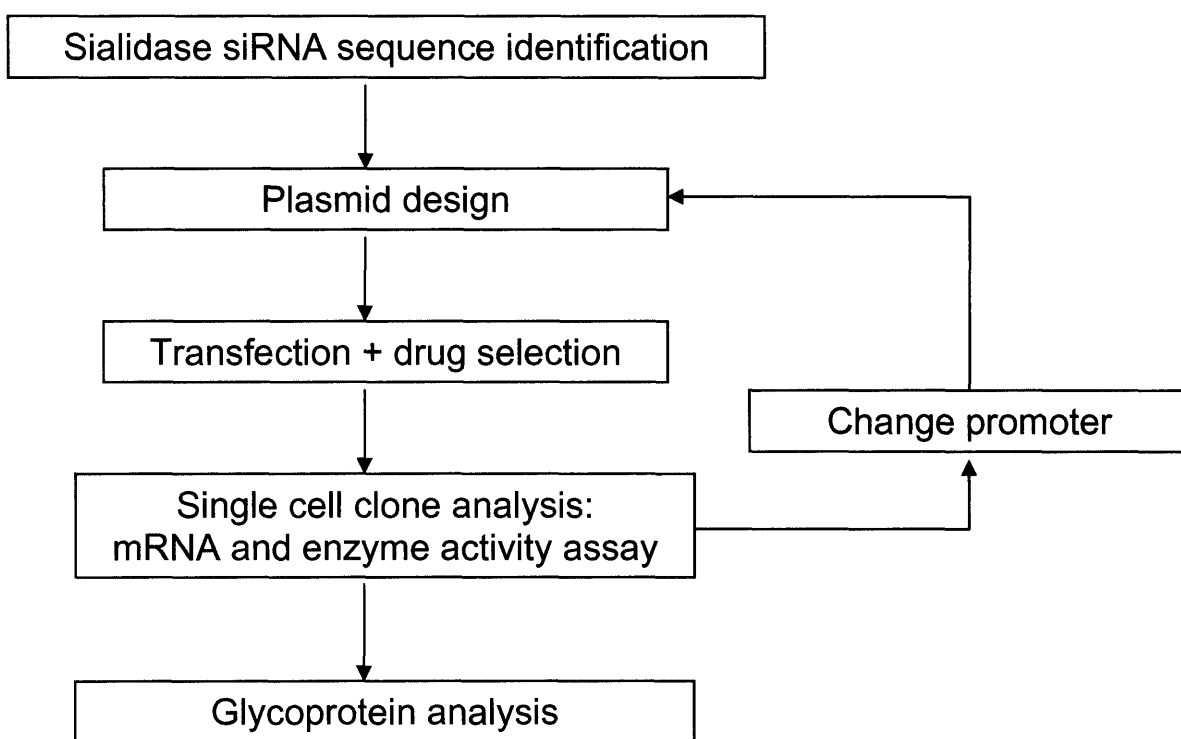 Sialidase siRNA sequence identification
Plasmid design
Transfection + drug selection
Change promoter
Single cell clone analysis:
mRNA and enzyme activity assay
Glycoprotein analysis